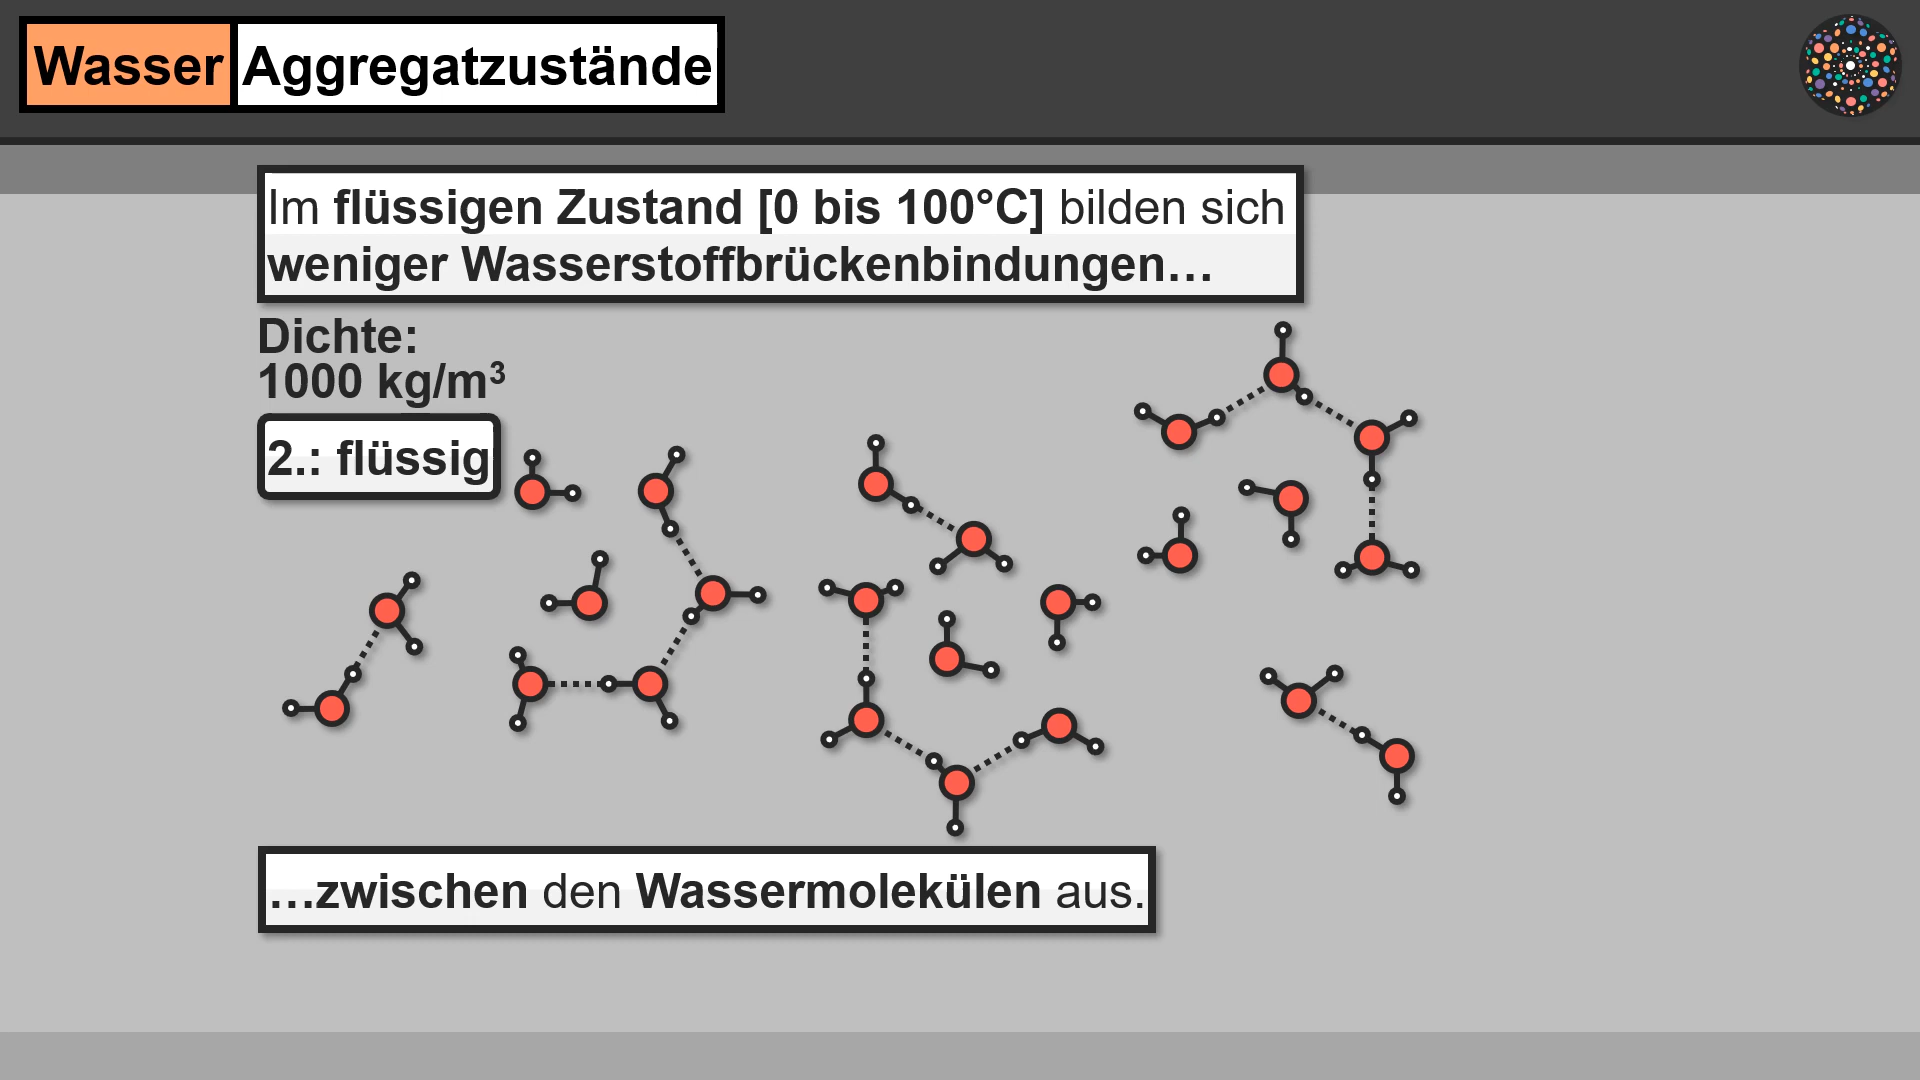 Wasser Aggregatzustände
Im flüssigen Zustand [0 bis 100°C] bilden sich
weniger Wasserstoffbrückenbindungen…
Dichte:
1000 kg/m³
2.: flüssig
…zwischen den Wassermolekülen aus.